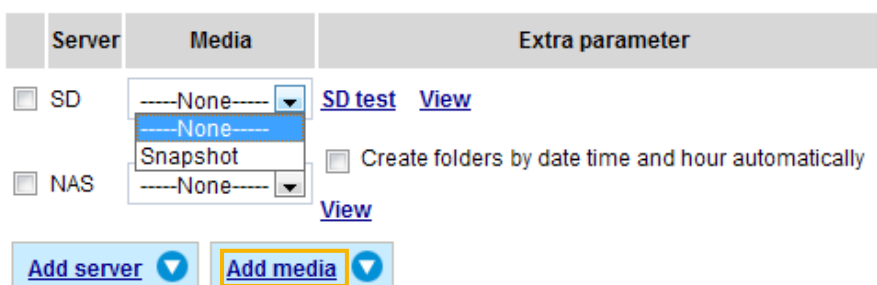 Server Media Extra parameter
SD -----None----- SD test View
-----None-----
Snapshot
Create folders by date time and hour automatically
NAS -----None-----
View
Add server Add media